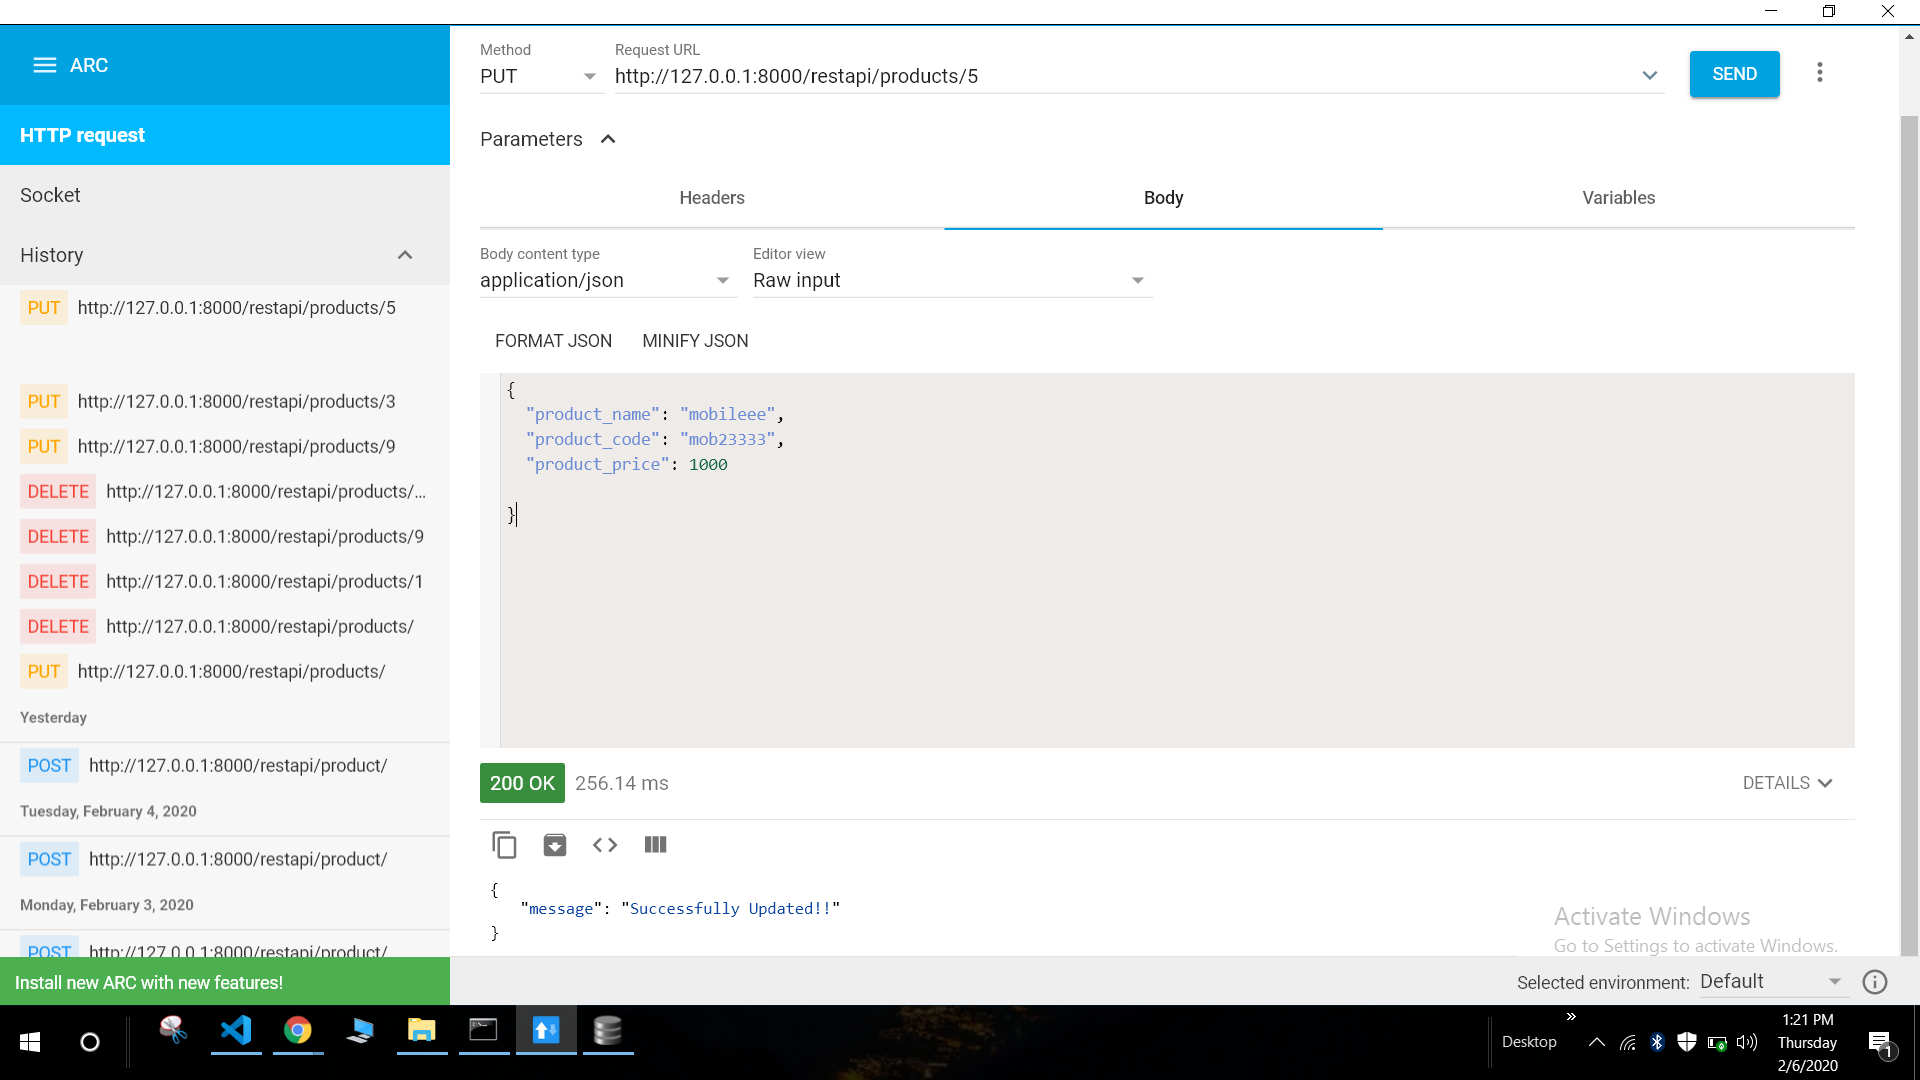 ARC
HTTP request
Socket
History
PUT http://127.0.0.1:8000/restapi/products/5
PUT http://127.0.0.1:8000/restapi/products/3
PUT http://127.0.0.1:8000/restapi/products/9
DELETE http://127.0.0.1:8000/restapi/products/...
DELETE http://127.0.0.1:8000/restapi/products/9
DELETE http://127.0.0.1:8000/restapi/products/1
DELETE http://127.0.0.1:8000/restapi/products/
PUT http://127.0.0.1:8000/restapi/products/
Yesterday
POST http://127.0.0.1:8000/restapi/product/
Tuesday, February 4, 2020
POST http://127.0.0.1:8000/restapi/product/
Monday, February 3, 2020
POST http://127.0.0.1:8000/restapi/product/
Install new ARC with new features!
Method Request URL
PUT http://127.0.0.1:8000/restapi/products/5
SEND
Parameters
Headers Body Variables
Body content type Editor view
application/json Raw input
FORMAT JSON MINIFY JSON
{
"product_name": "mobileee",
"product_code": "mob23333",
"product_price": 1000
}
200 OK 256.14 ms DETAILS
{
"message": "Successfully Updated!!"
}
Activate Windows
Go to Settings to activate Windows.
Selected environment: Default
Desktop
1:21 PM
Thursday
2/6/2020
1